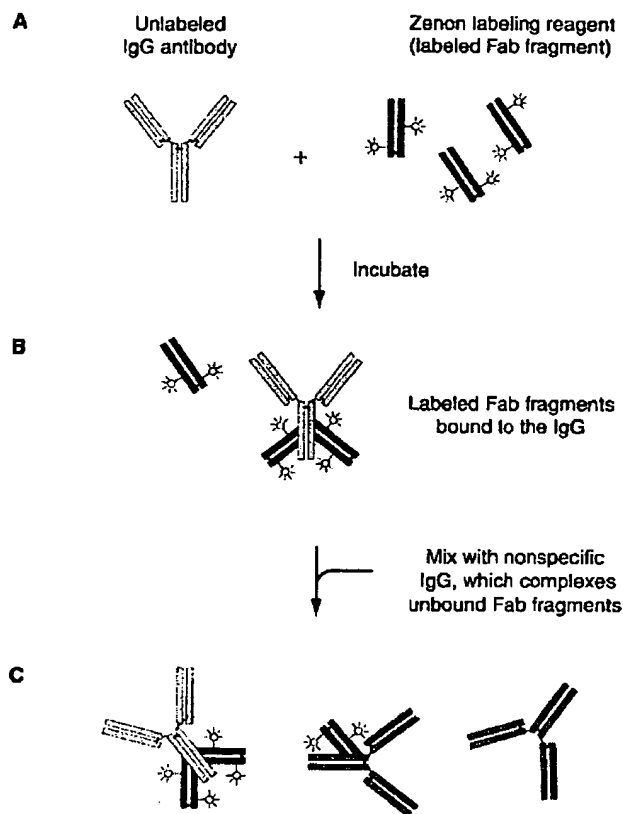 A
Unlabeled
IgG antibody
Zenon labeling reagent
(labeled Fab fragment)
+
Incubate
B
Labeled Fab fragments
bound to the IgG
Mix with nonspecific
IgG, which complexes
unbound Fab fragments
C